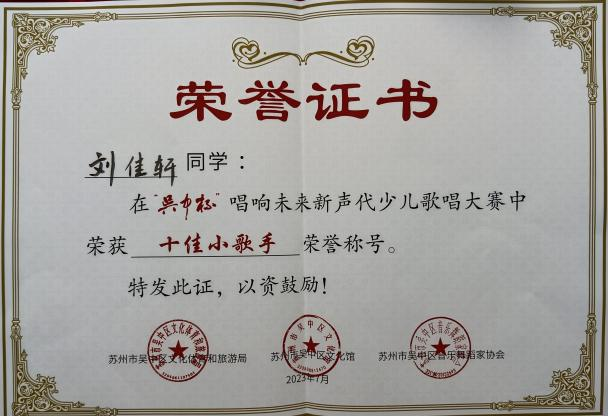 荣誉证书
刘佳轩 同学：
在“吴中杯”唱响未来新声代少儿歌唱大赛中
荣获 十佳小歌手 荣誉称号。
特发此证，以资鼓励！
苏州市吴中区文化体育和旅游局 苏州市吴中区文化馆 苏州市吴中区音乐舞蹈家协会
2023年7月